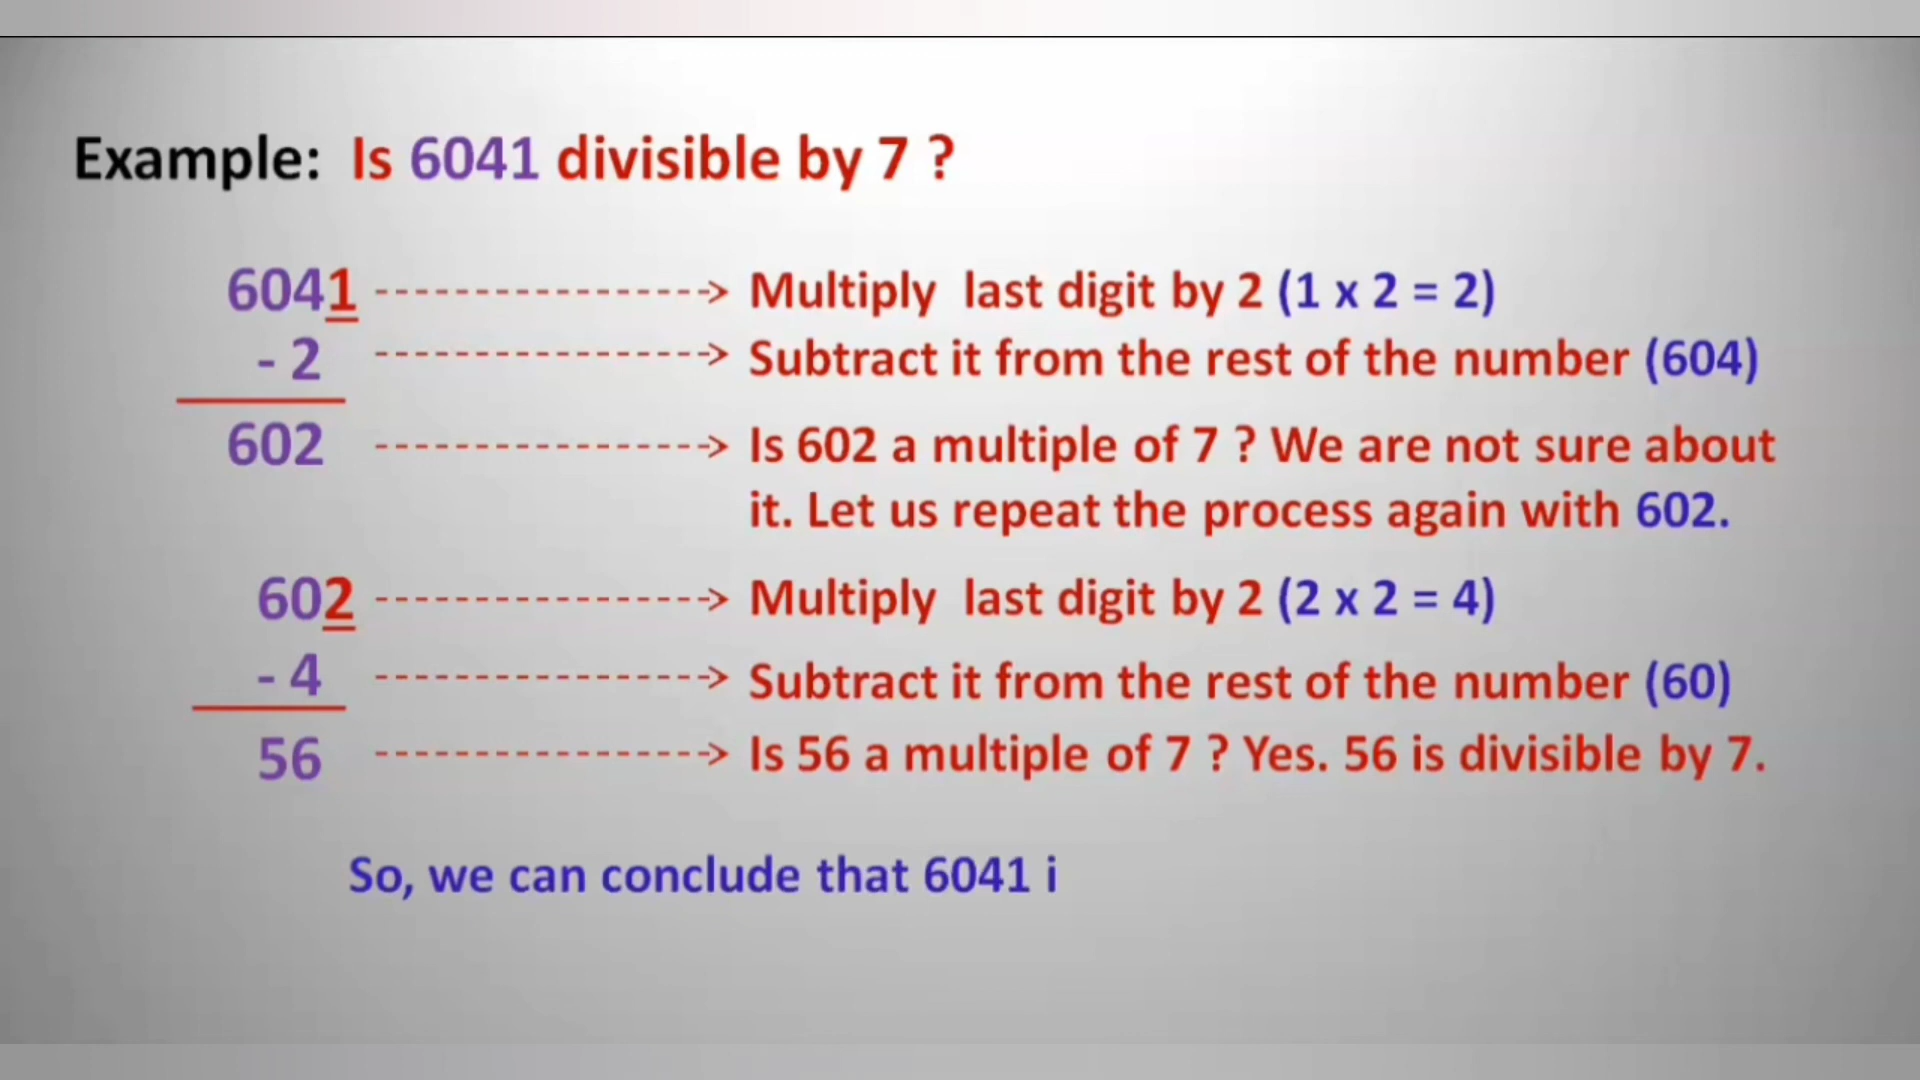 Example: Is 6041 divisible by 7 ?
6041 Multiply last digit by 2 (1 x 2 = 2)
- 2 Subtract it from the rest of the number (604)
602 Is 602 a multiple of 7 ? We are not sure about
it. Let us repeat the process again with 602.
602 Multiply last digit by 2 (2 x 2 = 4)
- 4 Subtract it from the rest of the number (60)
56 Is 56 a multiple of 7 ? Yes. 56 is divisible by 7.
So, we can conclude that 6041 i